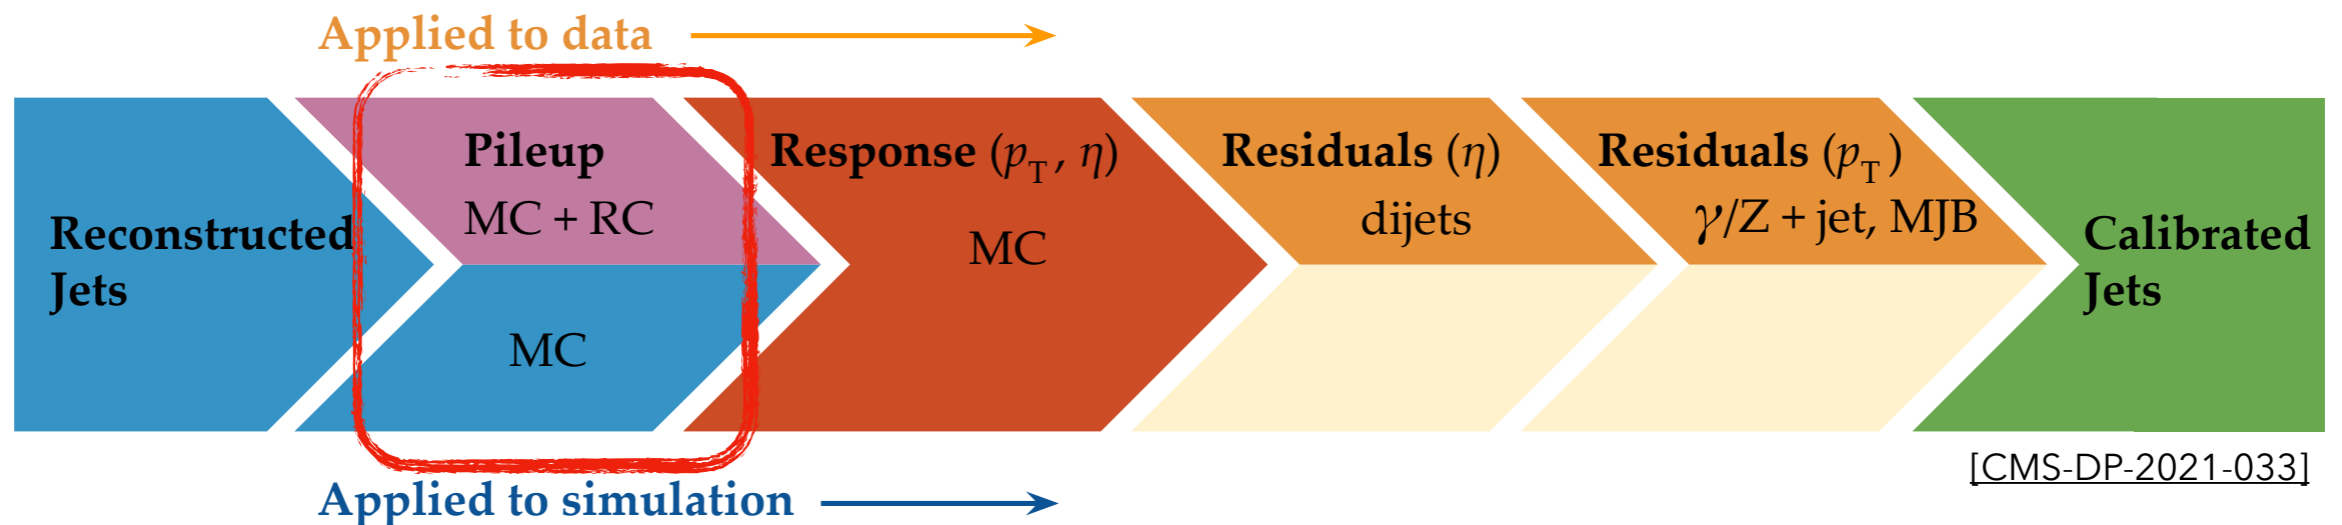 Applied to data
Reconstructed
Jets
Pileup
MC + RC
MC
Response (pT, η)
MC
Residuals (η)
dijets
Residuals (pT)
γ/Z + jet, MJB
Calibrated
Jets
[CMS-DP-2021-033]
Applied to simulation